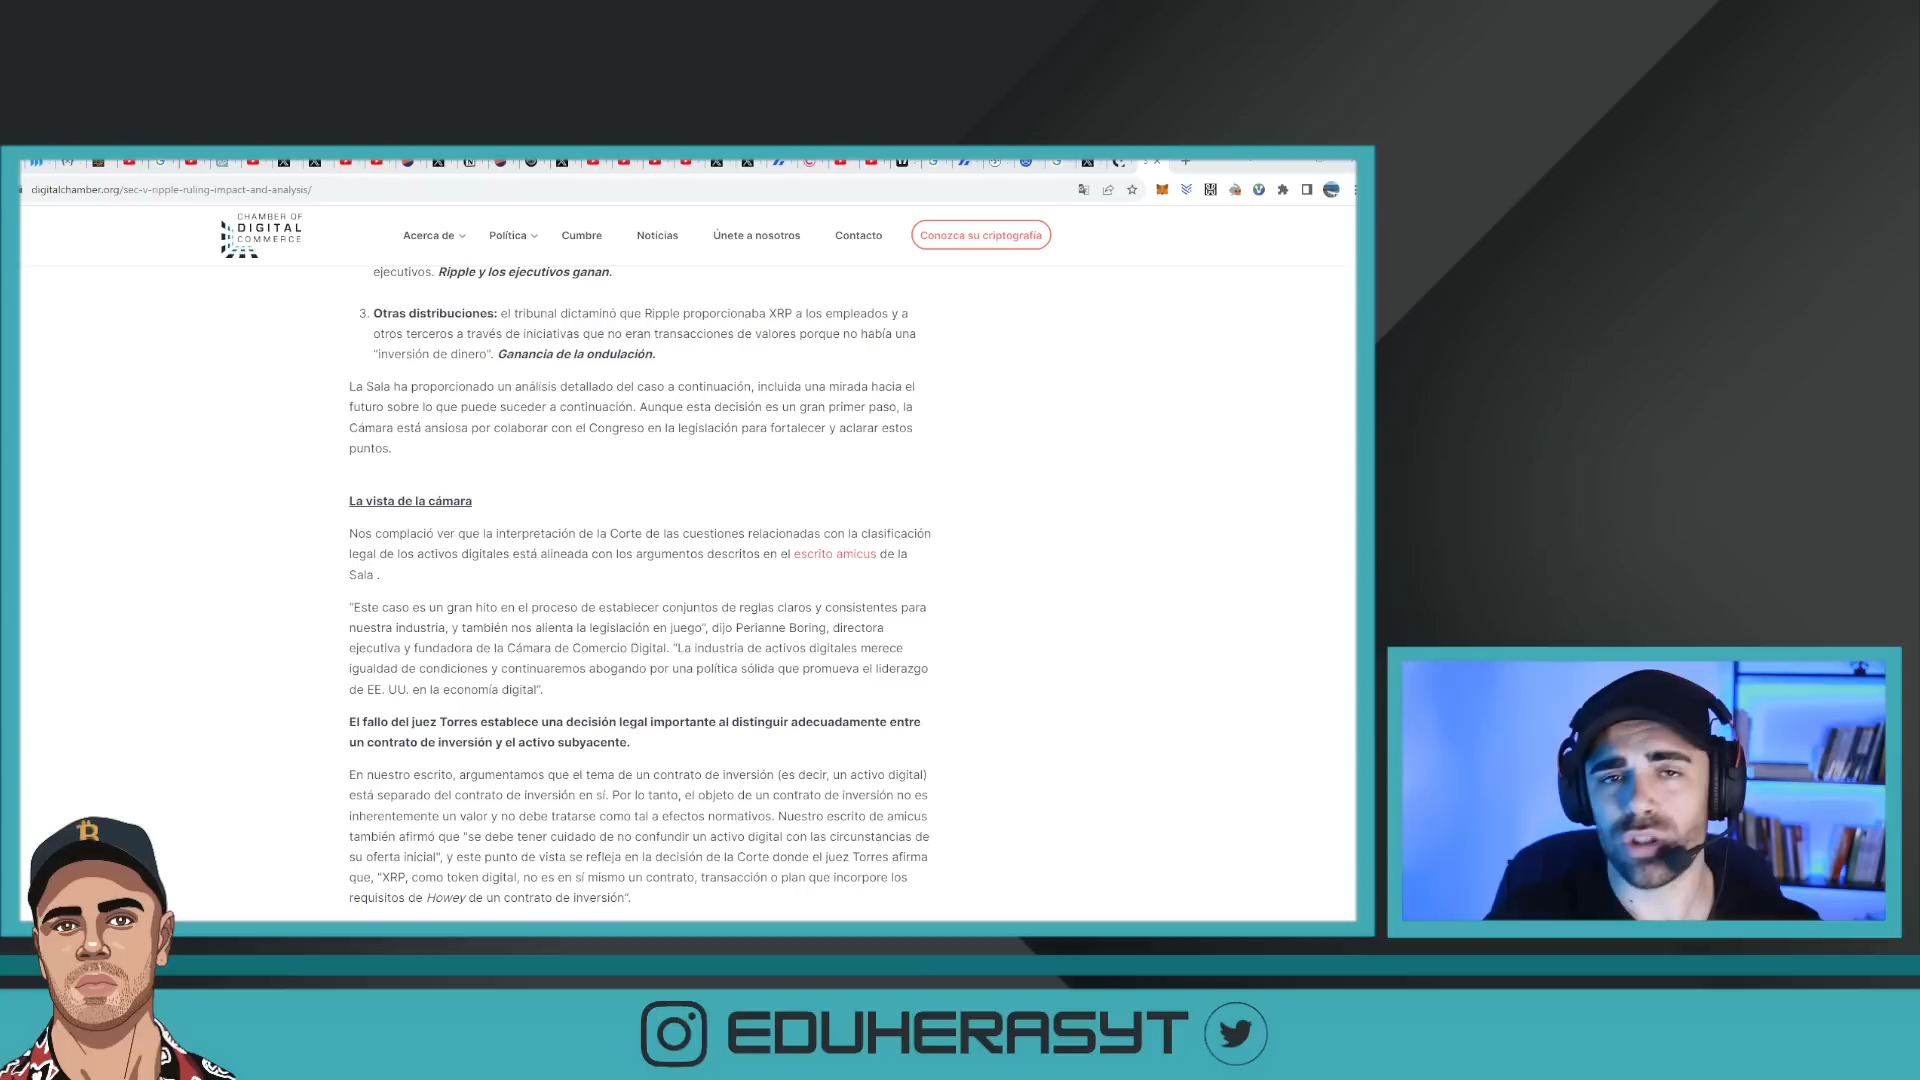 digitalchamber.org/sec-v-ripple-ruling-impact-and-analysis/
CHAMBER OF
DIGITAL
COMMERCE
Acerca de
Política
Cumbre
Noticias
Únete a nosotros
Contacto
Conozca su criptografía
ejecutivos. Ripple y los ejecutivos ganan.
3. Otras distribuciones: el tribunal dictaminó que Ripple proporcionaba XRP a los empleados y a
otros terceros a través de iniciativas que no eran transacciones de valores porque no había una
"inversión de dinero". Ganancia de la ondulación.
La Sala ha proporcionado un análisis detallado del caso a continuación, incluida una mirada hacia el
futuro sobre lo que puede suceder a continuación. Aunque esta decisión es un gran primer paso, la
Cámara está ansiosa por colaborar con el Congreso en la legislación para fortalecer y aclarar estos
puntos.
La vista de la cámara
Nos complació ver que la interpretación de la Corte de las cuestiones relacionadas con la clasificación
legal de los activos digitales está alineada con los argumentos descritos en el escrito amicus de la
Sala .
"Este caso es un gran hito en el proceso de establecer conjuntos de reglas claros y consistentes para
nuestra industria, y también nos alienta la legislación en juego", dijo Perianne Boring, directora
ejecutiva y fundadora de la Cámara de Comercio Digital. "La industria de activos digitales merece
igualdad de condiciones y continuaremos abogando por una política sólida que promueva el liderazgo
de EE. UU. en la economía digital".
El fallo del juez Torres establece una decisión legal importante al distinguir adecuadamente entre
un contrato de inversión y el activo subyacente.
En nuestro escrito, argumentamos que el tema de un contrato de inversión (es decir, un activo digital)
está separado del contrato de inversión en sí. Por lo tanto, el objeto de un contrato de inversión no es
inherentemente un valor y no debe tratarse como tal a efectos normativos. Nuestro escrito de amicus
también afirmó que "se debe tener cuidado de no confundir un activo digital con las circunstancias de
su oferta inicial", y este punto de vista se refleja en la decisión de la Corte donde el juez Torres afirma
que, "XRP, como token digital, no es en sí mismo un contrato, transacción o plan que incorpore los
requisitos de Howey de un contrato de inversión".
EDUHERASYT